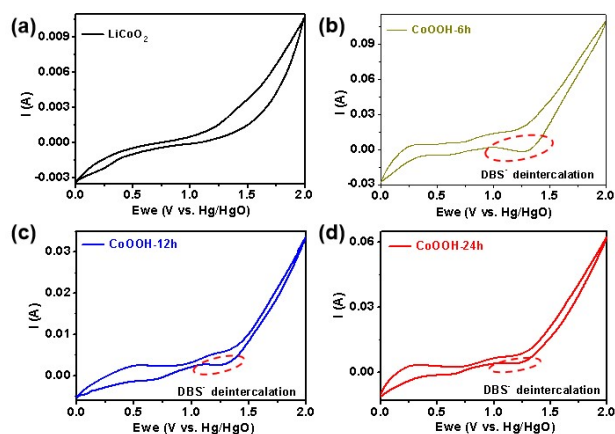 (a)
LiCoO₂
0.009
0.006
0.003
0.000
-0.003
I (A)
0.0 0.5 1.0 1.5 2.0
Ewe (V vs. Hg/HgO)
(b)
CoOOH-6h
0.09
0.06
0.03
0.00
-0.03
I (A)
DBS⁻ deintercalation
0.0 0.5 1.0 1.5 2.0
Ewe (V vs. Hg/HgO)
(c)
CoOOH-12h
0.03
0.02
0.01
0.00
I (A)
DBS⁻ deintercalation
0.0 0.5 1.0 1.5 2.0
Ewe (V vs. Hg/HgO)
(d)
CoOOH-24h
0.06
0.03
0.00
I (A)
DBS⁻ deintercalation
0.0 0.5 1.0 1.5 2.0
Ewe (V vs. Hg/HgO)